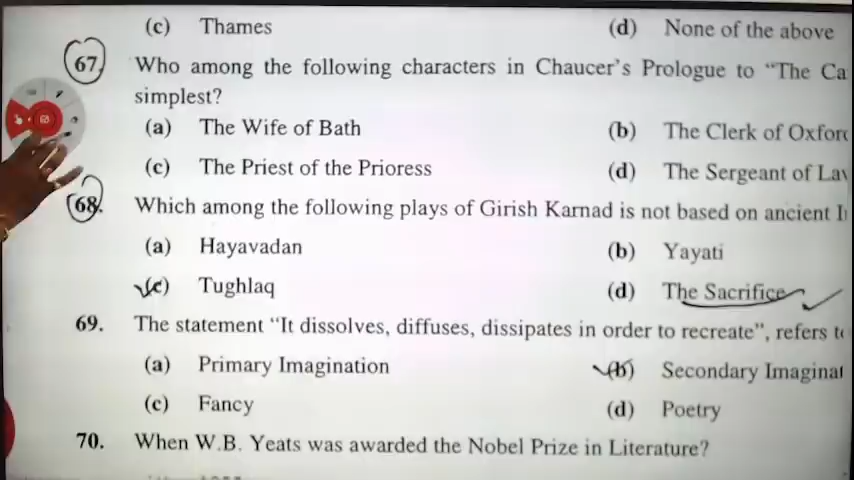 (c) Thames (d) None of the above
67. Who among the following characters in Chaucer's Prologue to "The Ca
simplest?
(a) The Wife of Bath (b) The Clerk of Oxford
(c) The Priest of the Prioress (d) The Sergeant of Law
68. Which among the following plays of Girish Karnad is not based on ancient
(a) Hayavadan (b) Yayati
(c) Tughlaq (d) The Sacrifice
69. The statement "It dissolves, diffuses, dissipates in order to recreate", refers to
(a) Primary Imagination (b) Secondary Imaginat
(c) Fancy (d) Poetry
70. When W.B. Yeats was awarded the Nobel Prize in Literature?